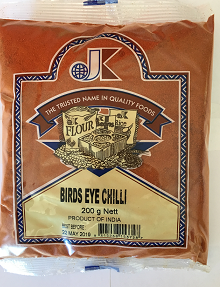 JK
THE TRUSTED NAME IN QUALITY FOODS
FLOUR
Rice
BIRDS EYE CHILLI
200 g Nett
PRODUCT OF INDIA
BEST BEFORE:
22 MAY 2018